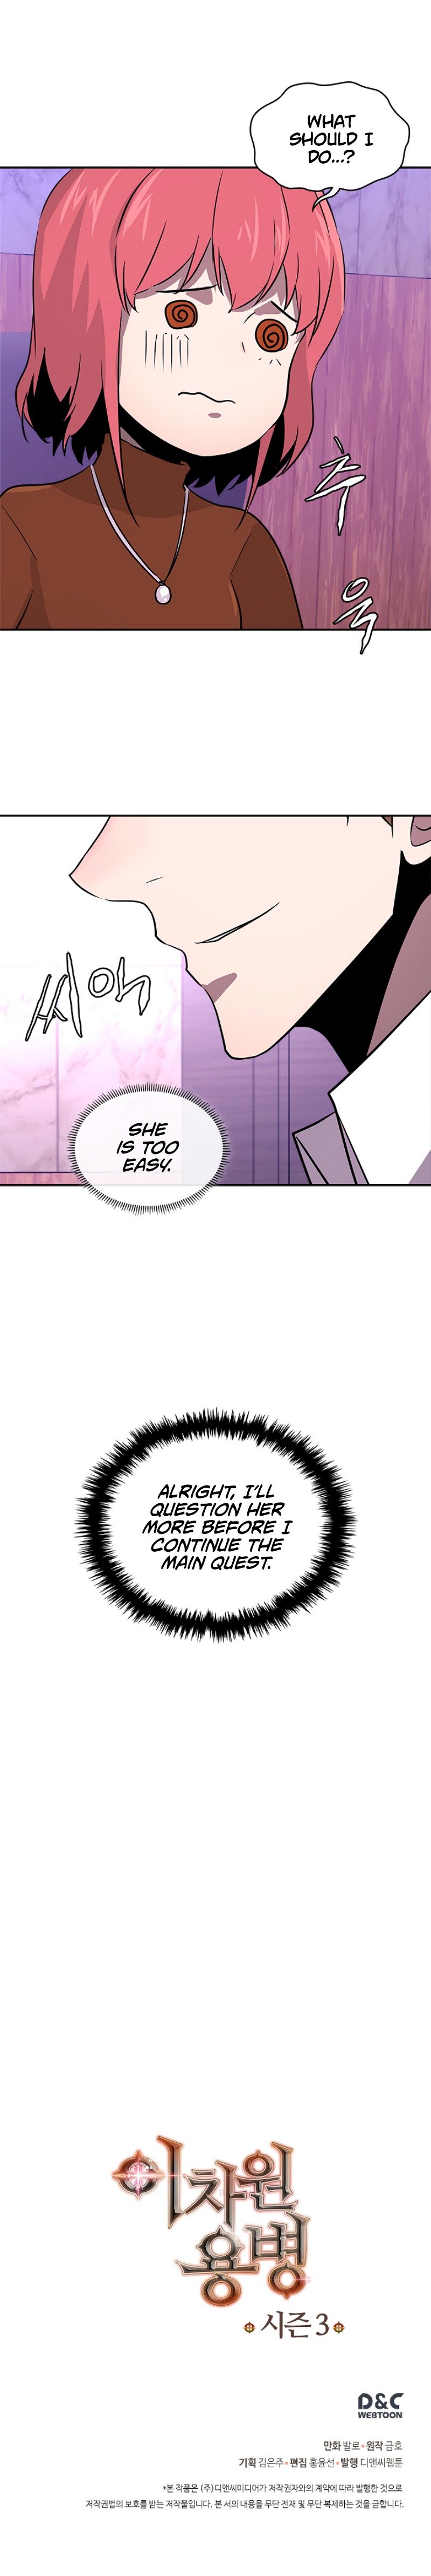 WHAT
SHOULD I
DO...?
주
욱
씨익
SHE
IS TOO
EASY.
ALRIGHT, I'LL
QUESTION HER
MORE BEFORE I
CONTINUE THE
MAIN QUEST.
이차원
용병
시즌 3
D&C
WEBTOON
만화 발로•원작 금호
기획 김은주•편집 홍윤선•발행 디앤씨웹툰
*본 작품은 (주)디앤씨미디어가 저작권자와의 계약에 따라 발행한 것으로
저작권법의 보호를 받는 저작물입니다. 본 서의 내용을 무단 전재 및 무단 복제하는 것을 금합니다.